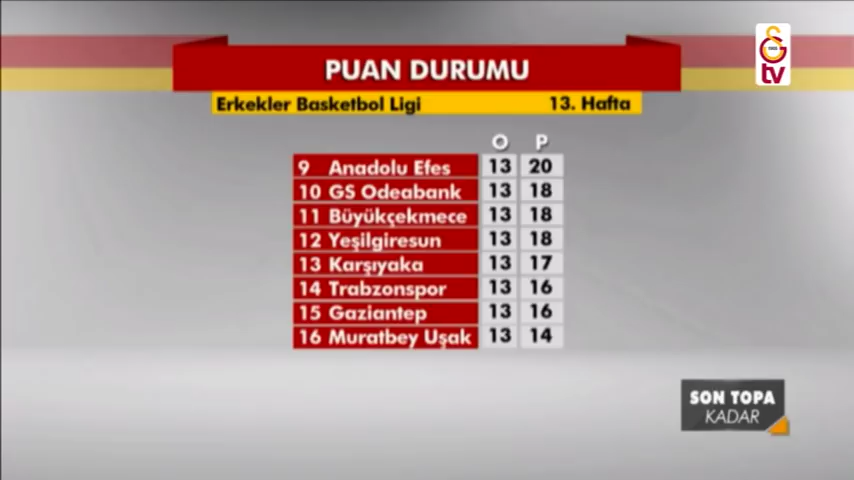 GS
tv
PUAN DURUMU
Erkekler Basketbol Ligi 13. Hafta
O P
9 Anadolu Efes 13 20
10 GS Odeabank 13 18
11 Büyükçekmece 13 18
12 Yeşilgiresun 13 18
13 Karşıyaka 13 17
14 Trabzonspor 13 16
15 Gaziantep 13 16
16 Muratbey Uşak 13 14
SON TOPA
KADAR